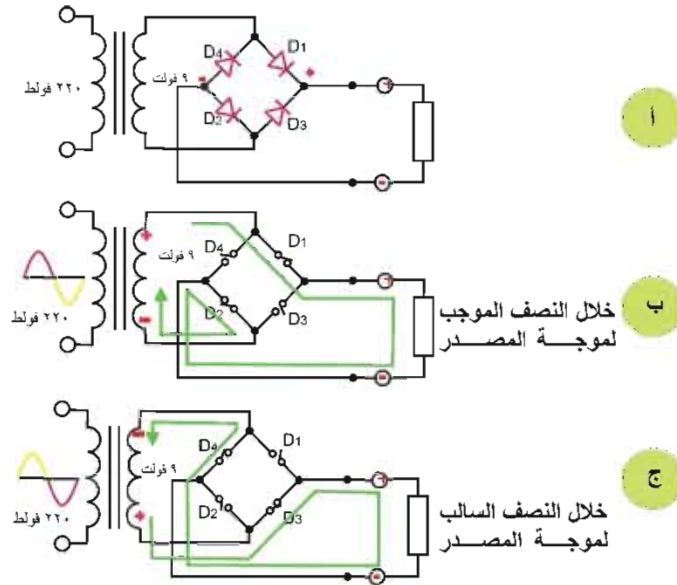 D4
D1
٩ فولت
٢٢٠ فولط
D2
D3
أ
D4
D1
٩ فولت
٢٢٠ فولط
D2
D3
خلال النصف الموجب
لموجة المصدر
ب
D4
D1
٩ فولت
٢٢٠ فولط
D2
D3
خلال النصف السالب
لموجة المصدر
ج